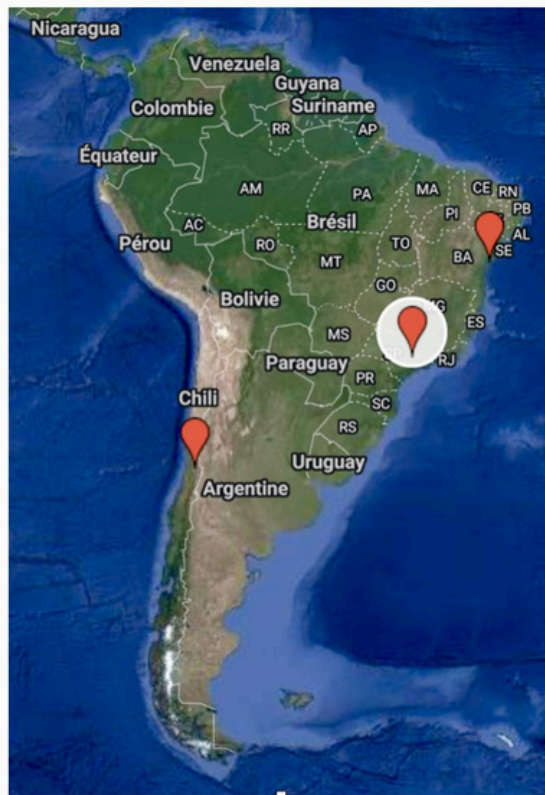 Nicaragua
Venezuela
Guyana
Suriname
Colombie
RR
AP
Équateur
AM
PA
MA
CE
RN
PI
PB
AC
Brésil
AL
Pérou
RO
TO
SE
MT
BA
GO
Bolivie
MS
ES
Paraguay
RJ
PR
Chili
SC
RS
Uruguay
Argentine